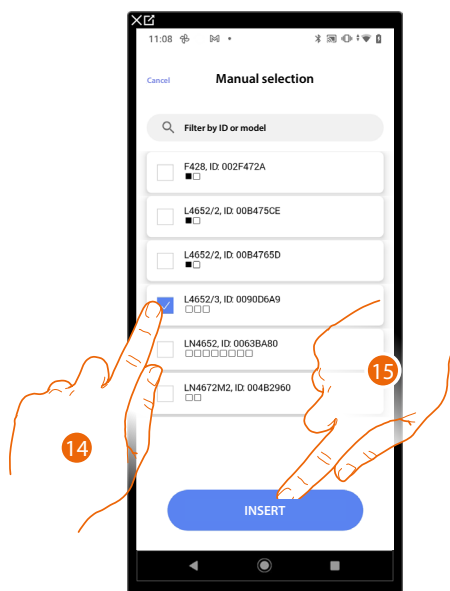 11:08
Cancel
Manual selection
Filter by ID or model
F428, ID: 002F472A
L4652/2, ID: 00B475CE
L4652/2, ID: 00B4765D
L4652/3, ID: 0090D6A9
LN4652, ID: 0063BA80
LN4672M2, ID: 004B2960
14
15
INSERT